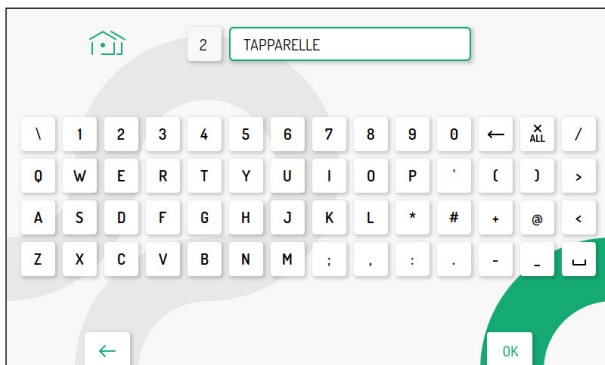 2 TAPPARELLE
\ 1 2 3 4 5 6 7 8 9 0 ← × ALL /
Q W E R T Y U I O P ' ( ) >
A S D F G H J K L * # + @ <
Z X C V B N M ; , : . - _ ⌴
← OK